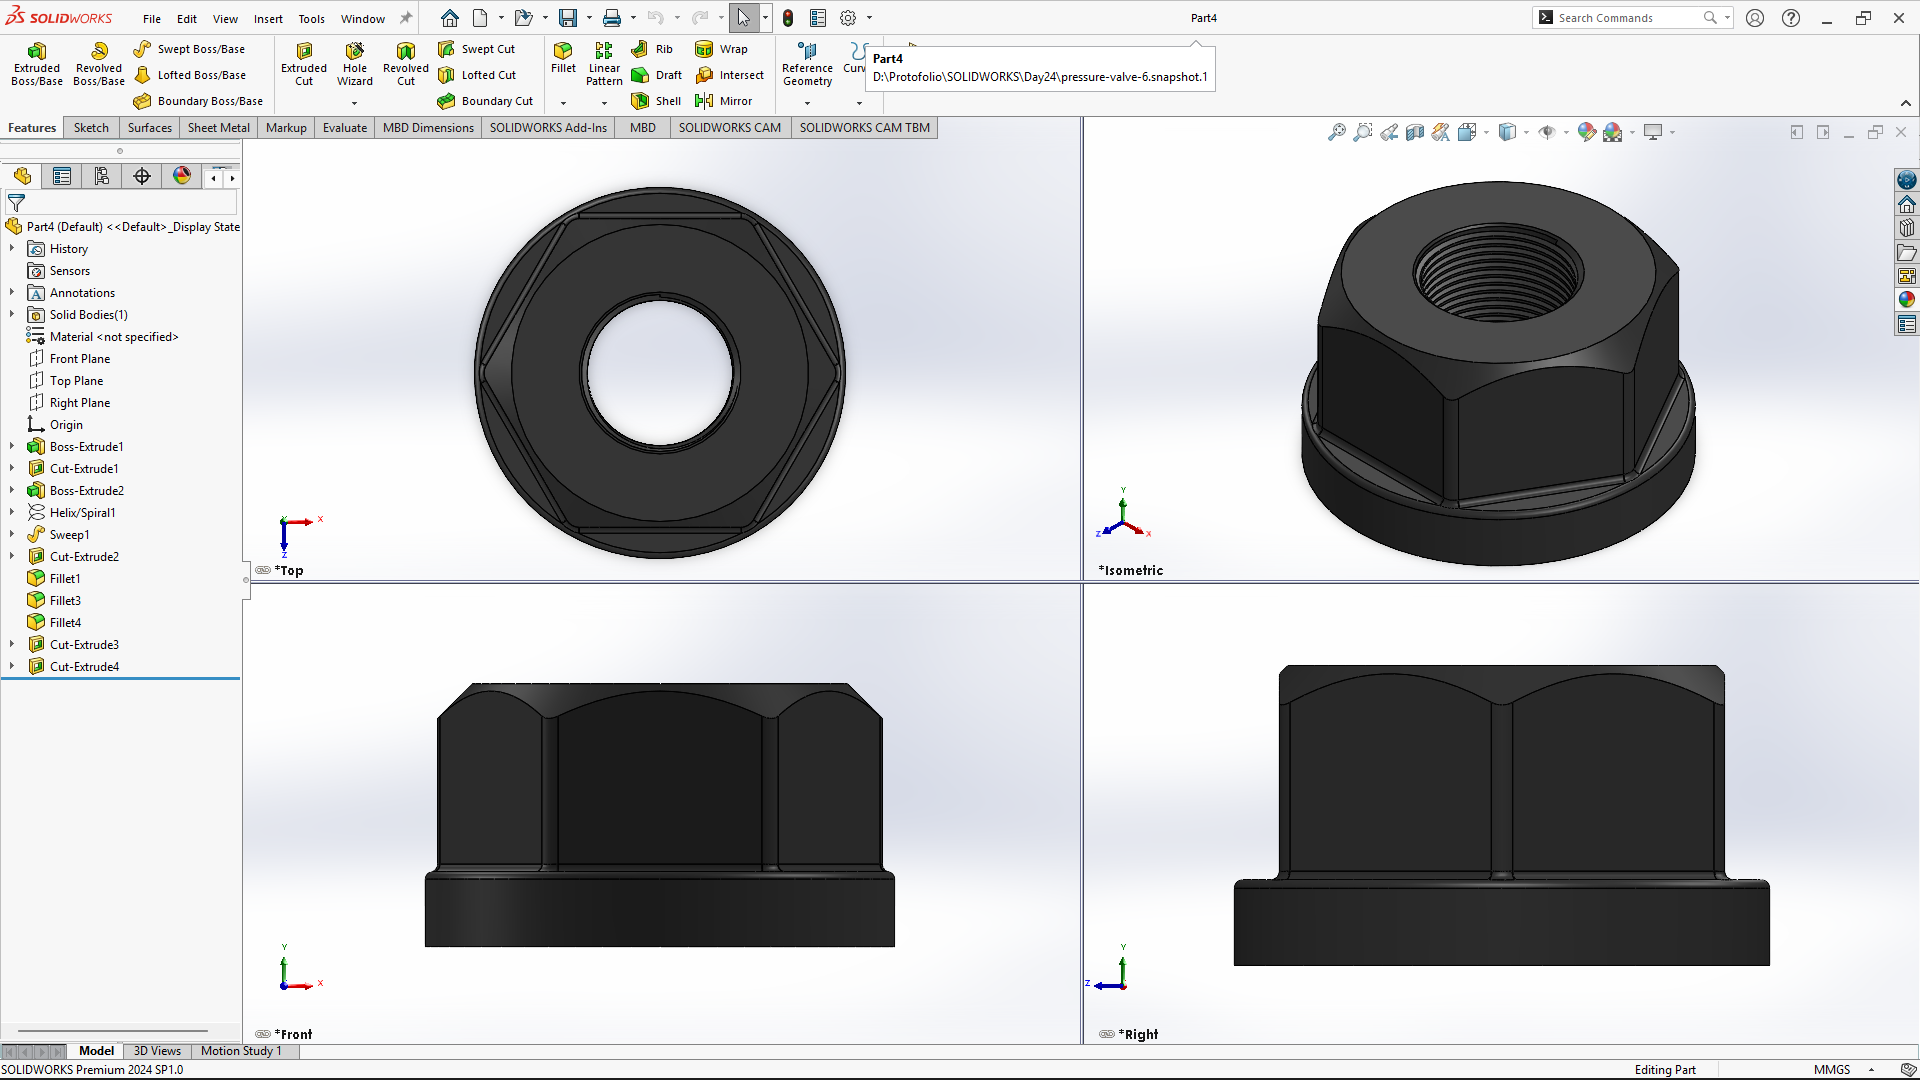 SOLIDWORKS
File Edit View Insert Tools Window
Part4
Search Commands
Extruded Boss/Base
Revolved Boss/Base
Swept Boss/Base
Lofted Boss/Base
Boundary Boss/Base
Extruded Cut
Hole Wizard
Revolved Cut
Swept Cut
Lofted Cut
Boundary Cut
Fillet
Linear Pattern
Rib
Draft
Shell
Wrap
Intersect
Mirror
Reference Geometry
Part4
D:\Protofolio\SOLIDWORKS\Day24\pressure-valve-6.snapshot.1
Features Sketch Surfaces Sheet Metal Markup Evaluate MBD Dimensions SOLIDWORKS Add-Ins MBD SOLIDWORKS CAM SOLIDWORKS CAM TBM
Part4 (Default) <<Default>_Display State
History
Sensors
Annotations
Solid Bodies(1)
Material <not specified>
Front Plane
Top Plane
Right Plane
Origin
Boss-Extrude1
Cut-Extrude1
Boss-Extrude2
Helix/Spiral1
Sweep1
Cut-Extrude2
Fillet1
Fillet3
Fillet4
Cut-Extrude3
Cut-Extrude4
X
Z
*Top
Y
Z
X
*Isometric
Y
X
*Front
Y
Z
*Right
Model 3D Views Motion Study 1
SOLIDWORKS Premium 2024 SP1.0
Editing Part
MMGS